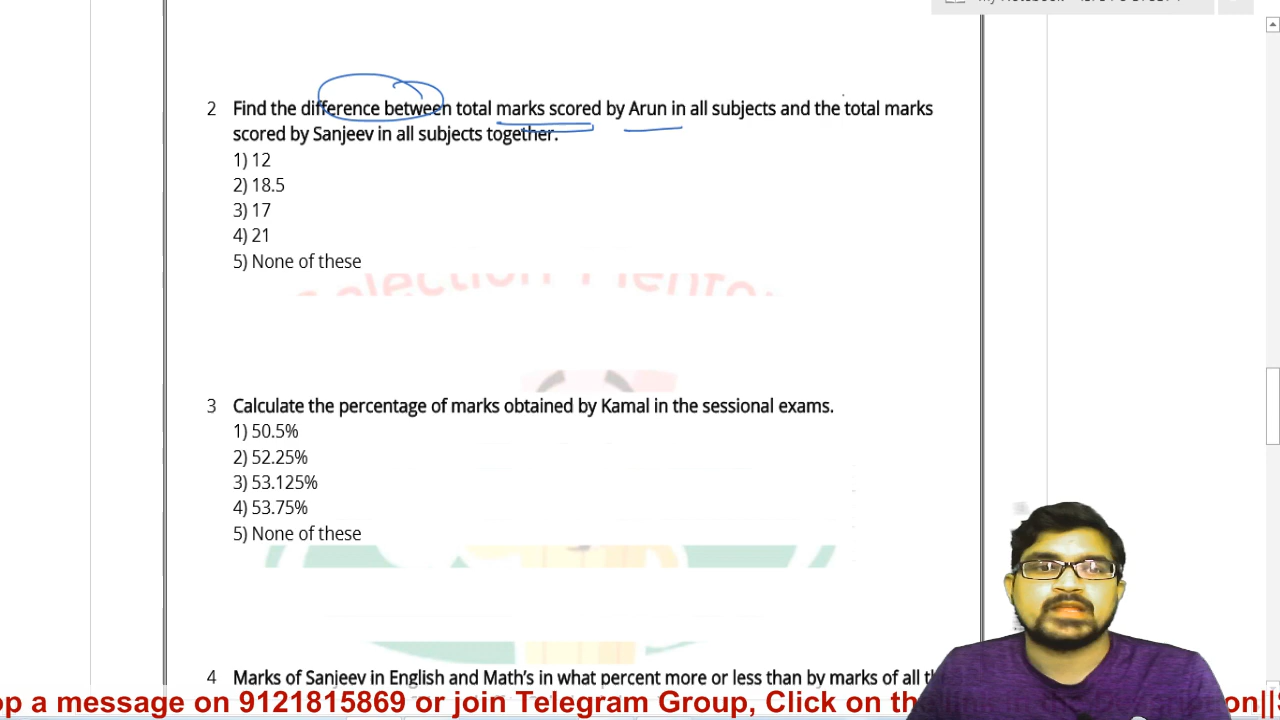 2 Find the difference between total marks scored by Arun in all subjects and the total marks
scored by Sanjeev in all subjects together.
1) 12
2) 18.5
3) 17
4) 21
5) None of these
3 Calculate the percentage of marks obtained by Kamal in the sessional exams.
1) 50.5%
2) 52.25%
3) 53.125%
4) 53.75%
5) None of these
4 Marks of Sanjeev in English and Math's in what percent more or less than by marks of all
op a message on 9121815869 or join Telegram Group, Click on the on||